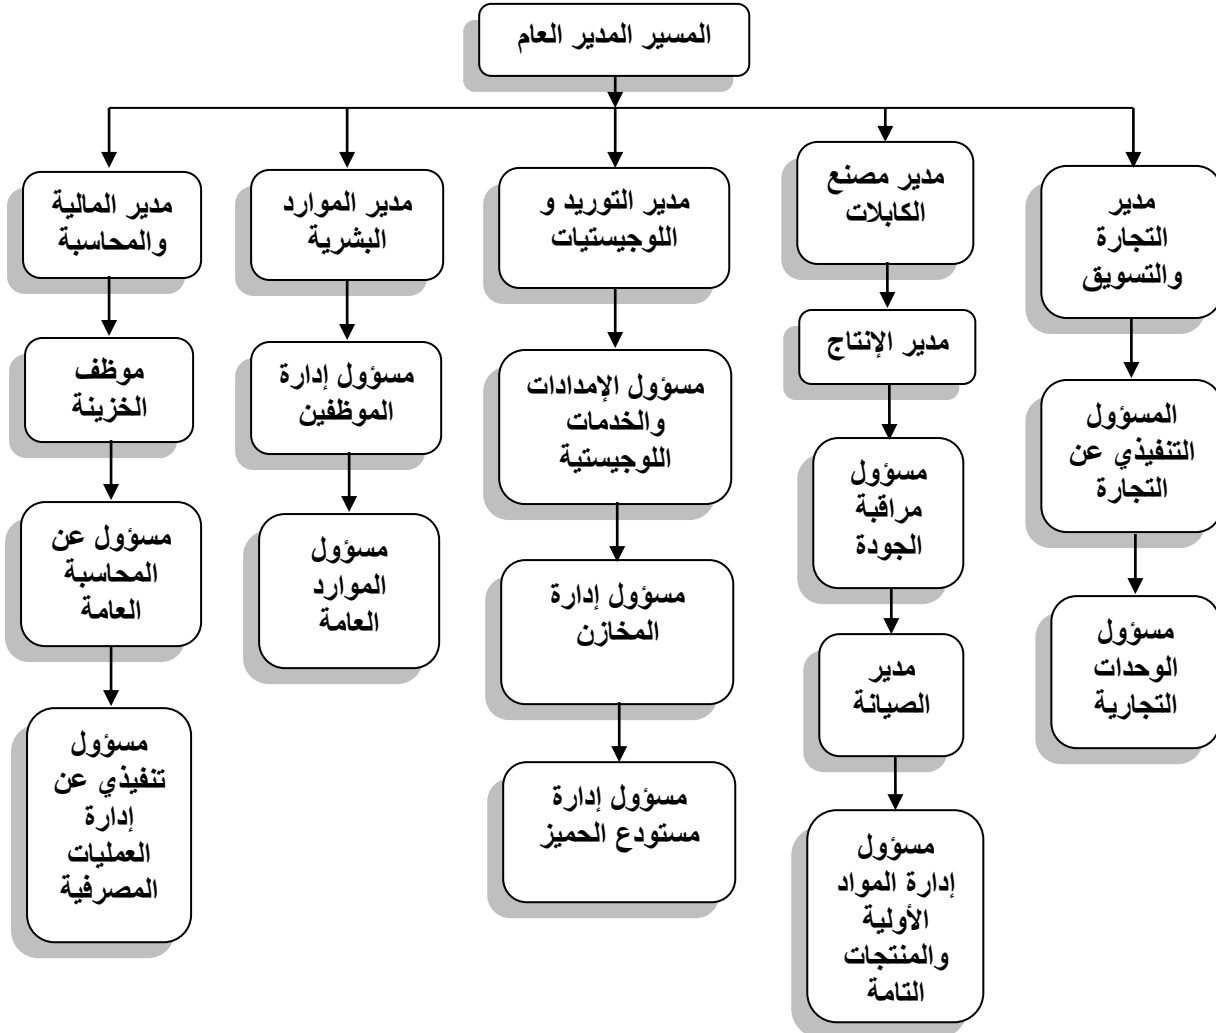 المسير المدير العام
مدير
التجارة
والتسويق
المسؤول
التنفيذي عن
التجارة
مسؤول
الوحدات
التجارية
مدير مصنع
الكابلات
مدير الإنتاج
مسؤول
مراقبة
الجودة
مدير
الصيانة
مسؤول
إدارة المواد
الأولية
والمنتجات
التامة
مدير التوريد و
اللوجيستيات
مسؤول الإمدادات
والخدمات
اللوجيستية
مسؤول إدارة
المخازن
مسؤول إدارة
مستودع الحميز
مدير الموارد
البشرية
مسؤول إدارة
الموظفين
مسؤول
الموارد
العامة
مدير المالية
والمحاسبة
موظف
الخزينة
مسؤول عن
المحاسبة
العامة
مسؤول
تنفيذي عن
إدارة
العمليات
المصرفية